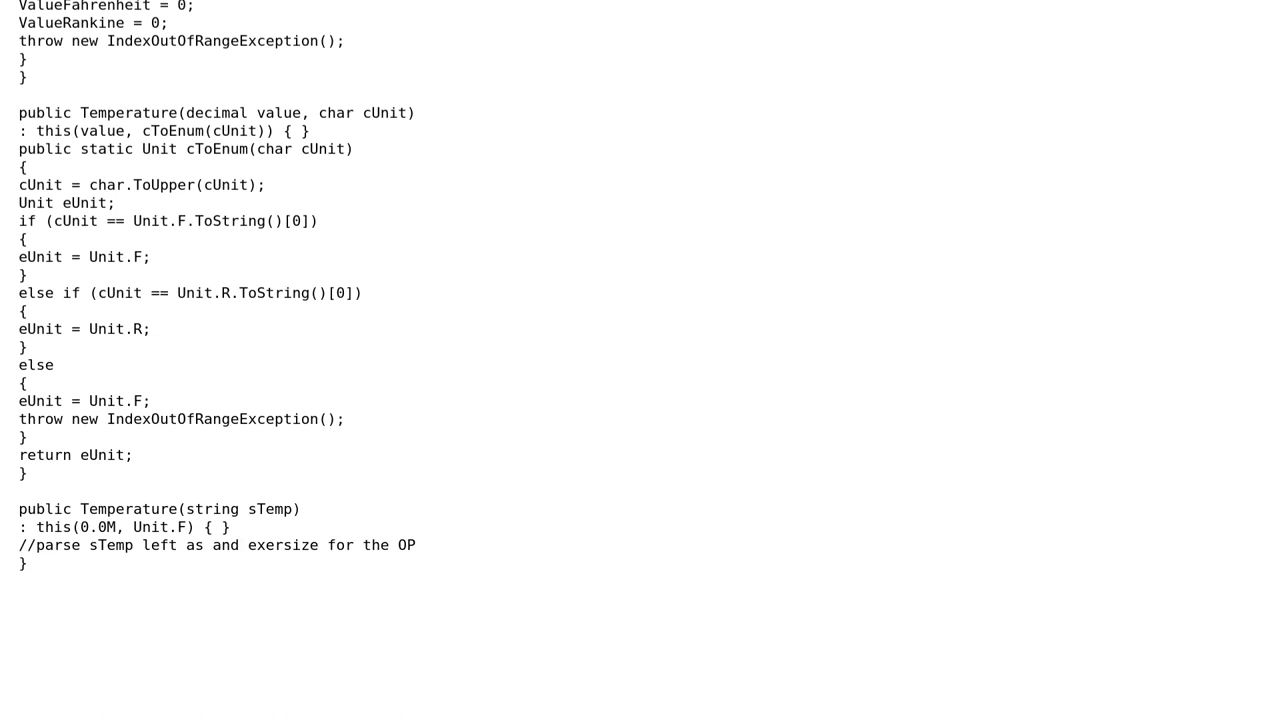 ValueFahrenheit = 0;
ValueRankine = 0;
throw new IndexOutOfRangeException();
}
}
public Temperature(decimal value, char cUnit)
: this(value, cToEnum(cUnit)) { }
public static Unit cToEnum(char cUnit)
{
cUnit = char.ToUpper(cUnit);
Unit eUnit;
if (cUnit == Unit.F.ToString()[0])
{
eUnit = Unit.F;
}
else if (cUnit == Unit.R.ToString()[0])
{
eUnit = Unit.R;
}
else
{
eUnit = Unit.F;
throw new IndexOutOfRangeException();
}
return eUnit;
}
public Temperature(string sTemp)
: this(0.0M, Unit.F) { }
//parse sTemp left as and exersize for the OP
}